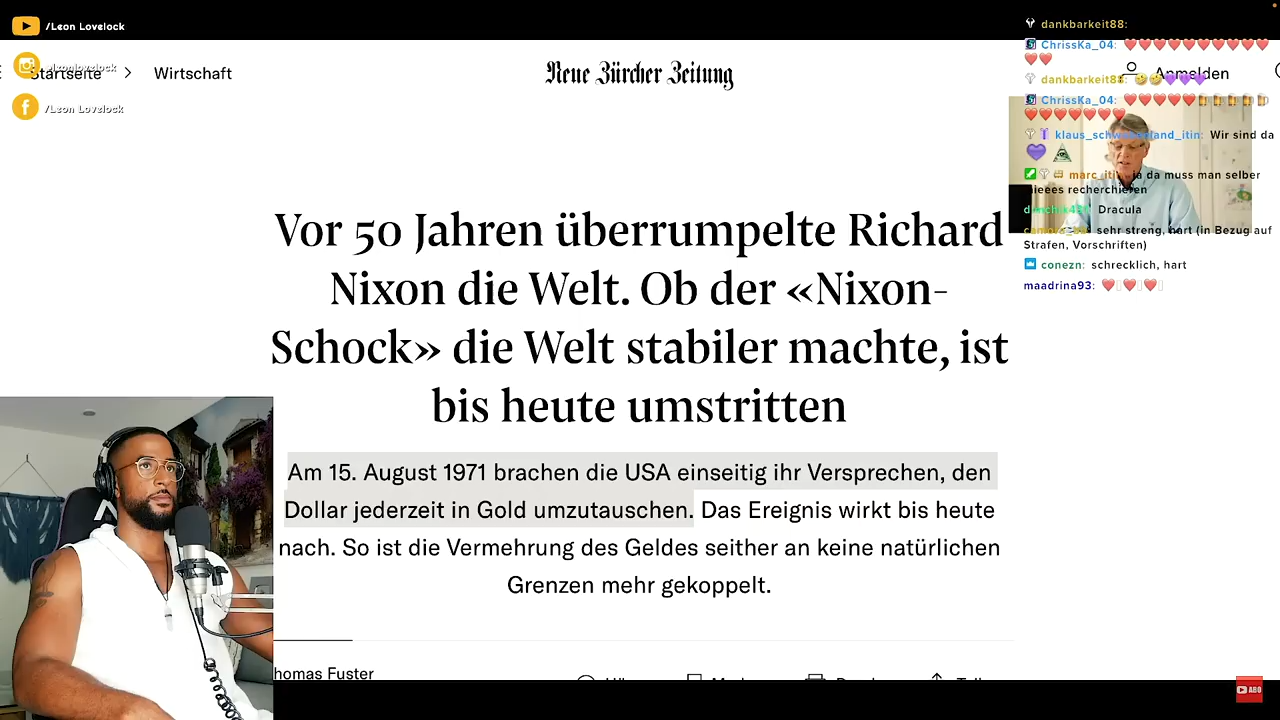 /Leon Lovelock
/leonlovelock
/Leon Lovelock
Startseite
Wirtschaft
Neue Zürcher Zeitung
Anmelden
Vor 50 Jahren überrumpelte Richard
Nixon die Welt. Ob der «Nixon-
Schock» die Welt stabiler machte, ist
bis heute umstritten
Am 15. August 1971 brachen die USA einseitig ihr Versprechen, den
Dollar jederzeit in Gold umzutauschen. Das Ereignis wirkt bis heute
nach. So ist die Vermehrung des Geldes seither an keine natürlichen
Grenzen mehr gekoppelt.
homas Fuster
dankbarkeit88:
ChrissKa_04: ❤️❤️❤️❤️❤️❤️❤️❤️❤️❤️
❤️❤️
dankbarkeit88: 🤣🤣💜💜💜
ChrissKa_04: ❤️❤️❤️❤️❤️🍺🍺🍺🍺🍺
❤️❤️❤️❤️❤️❤️❤️
Wir sind da
💜
ja da muss man selber
recherchieren
Dracula
sehr streng, hart (in Bezug auf
Strafen, Vorschriften)
conezn: schrecklich, hart
maadrina93: ❤️❤️❤️
ABO